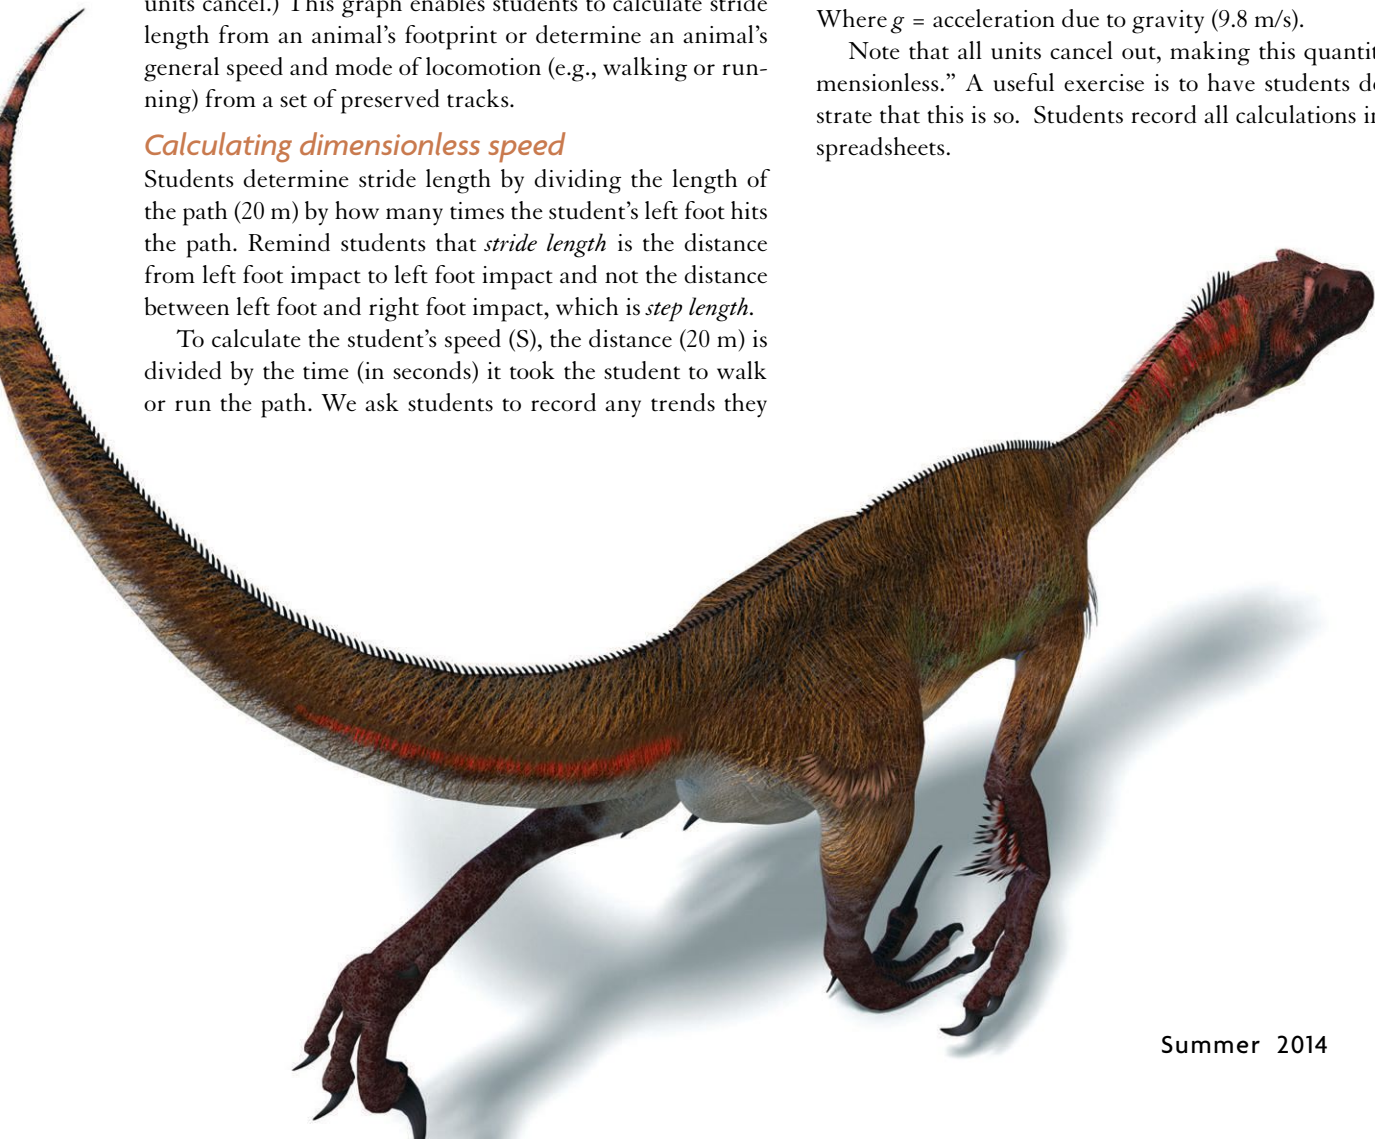 units cancel.) This graph enables students to calculate stride
length from an animal's footprint or determine an animal's
general speed and mode of locomotion (e.g., walking or run-
ning) from a set of preserved tracks.
Calculating dimensionless speed
Students determine stride length by dividing the length of
the path (20 m) by how many times the student's left foot hits
the path. Remind students that stride length is the distance
from left foot impact to left foot impact and not the distance
between left foot and right foot impact, which is step length.
To calculate the student's speed (S), the distance (20 m) is
divided by the time (in seconds) it took the student to walk
or run the path. We ask students to record any trends they
Where g = acceleration due to gravity (9.8 m/s).
Note that all units cancel out, making this quantit
mensionless." A useful exercise is to have students de
strate that this is so. Students record all calculations in
spreadsheets.
Summer 2014